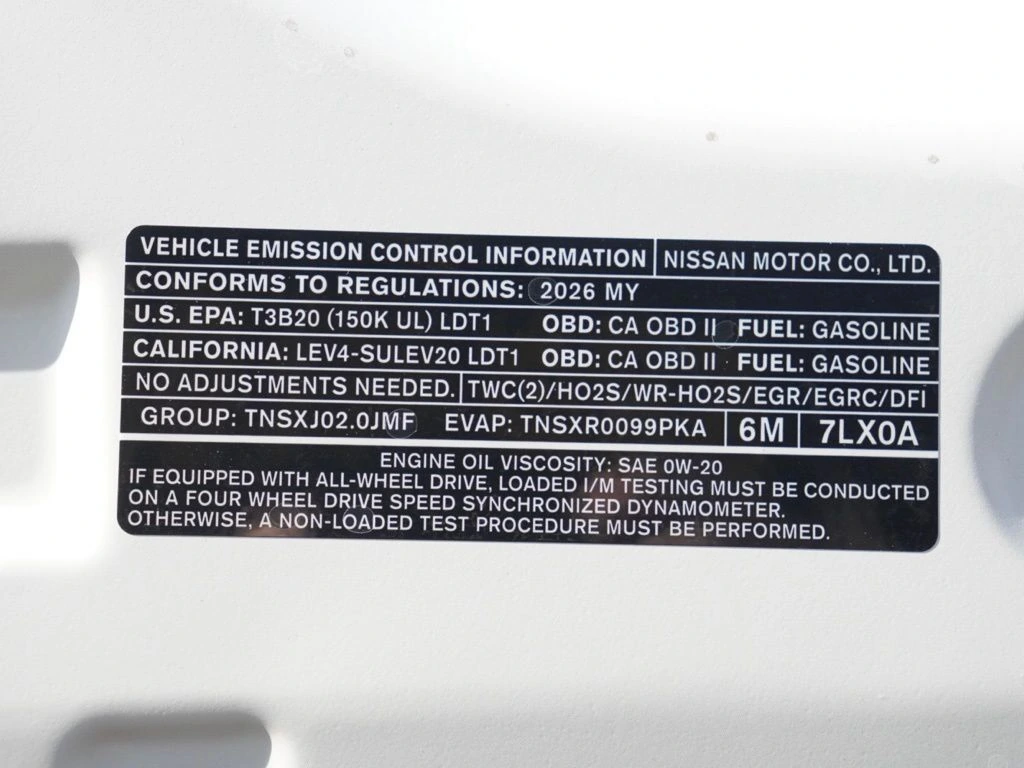 VEHICLE EMISSION CONTROL INFORMATION NISSAN MOTOR CO., LTD.
CONFORMS TO REGULATIONS: 2026 MY
U.S. EPA: T3B20 (150K UL) LDT1 OBD: CA OBD II FUEL: GASOLINE
CALIFORNIA: LEV4-SULEV20 LDT1 OBD: CA OBD II FUEL: GASOLINE
NO ADJUSTMENTS NEEDED. TWC(2)/HO2S/WR-HO2S/EGR/EGRC/DFI
GROUP: TNSXJ02.0JMF EVAP: TNSXR0099PKA 6M 7LX0A
ENGINE OIL VISCOSITY: SAE 0W-20
IF EQUIPPED WITH ALL-WHEEL DRIVE, LOADED I/M TESTING MUST BE CONDUCTED
ON A FOUR WHEEL DRIVE SPEED SYNCHRONIZED DYNAMOMETER.
OTHERWISE, A NON-LOADED TEST PROCEDURE MUST BE PERFORMED.